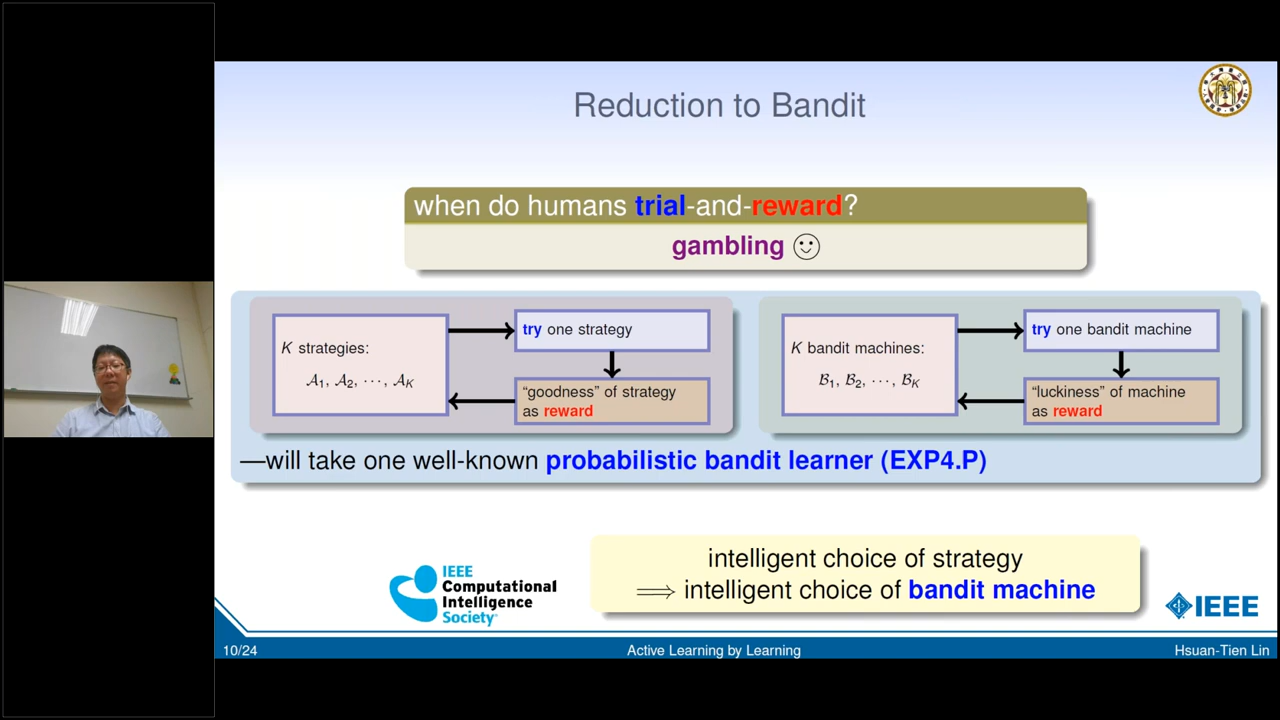 Reduction to Bandit
when do humans trial-and-reward?
gambling ☺
K strategies:
A1, A2, ⋯, AK
try one strategy
“goodness” of strategy
as reward
K bandit machines:
B1, B2, ⋯, BK
try one bandit machine
“luckiness” of machine
as reward
—will take one well-known probabilistic bandit learner (EXP4.P)
intelligent choice of strategy
⟹ intelligent choice of bandit machine
IEEE
Computational
Intelligence
Society
IEEE
10/24
Active Learning by Learning
Hsuan-Tien Lin